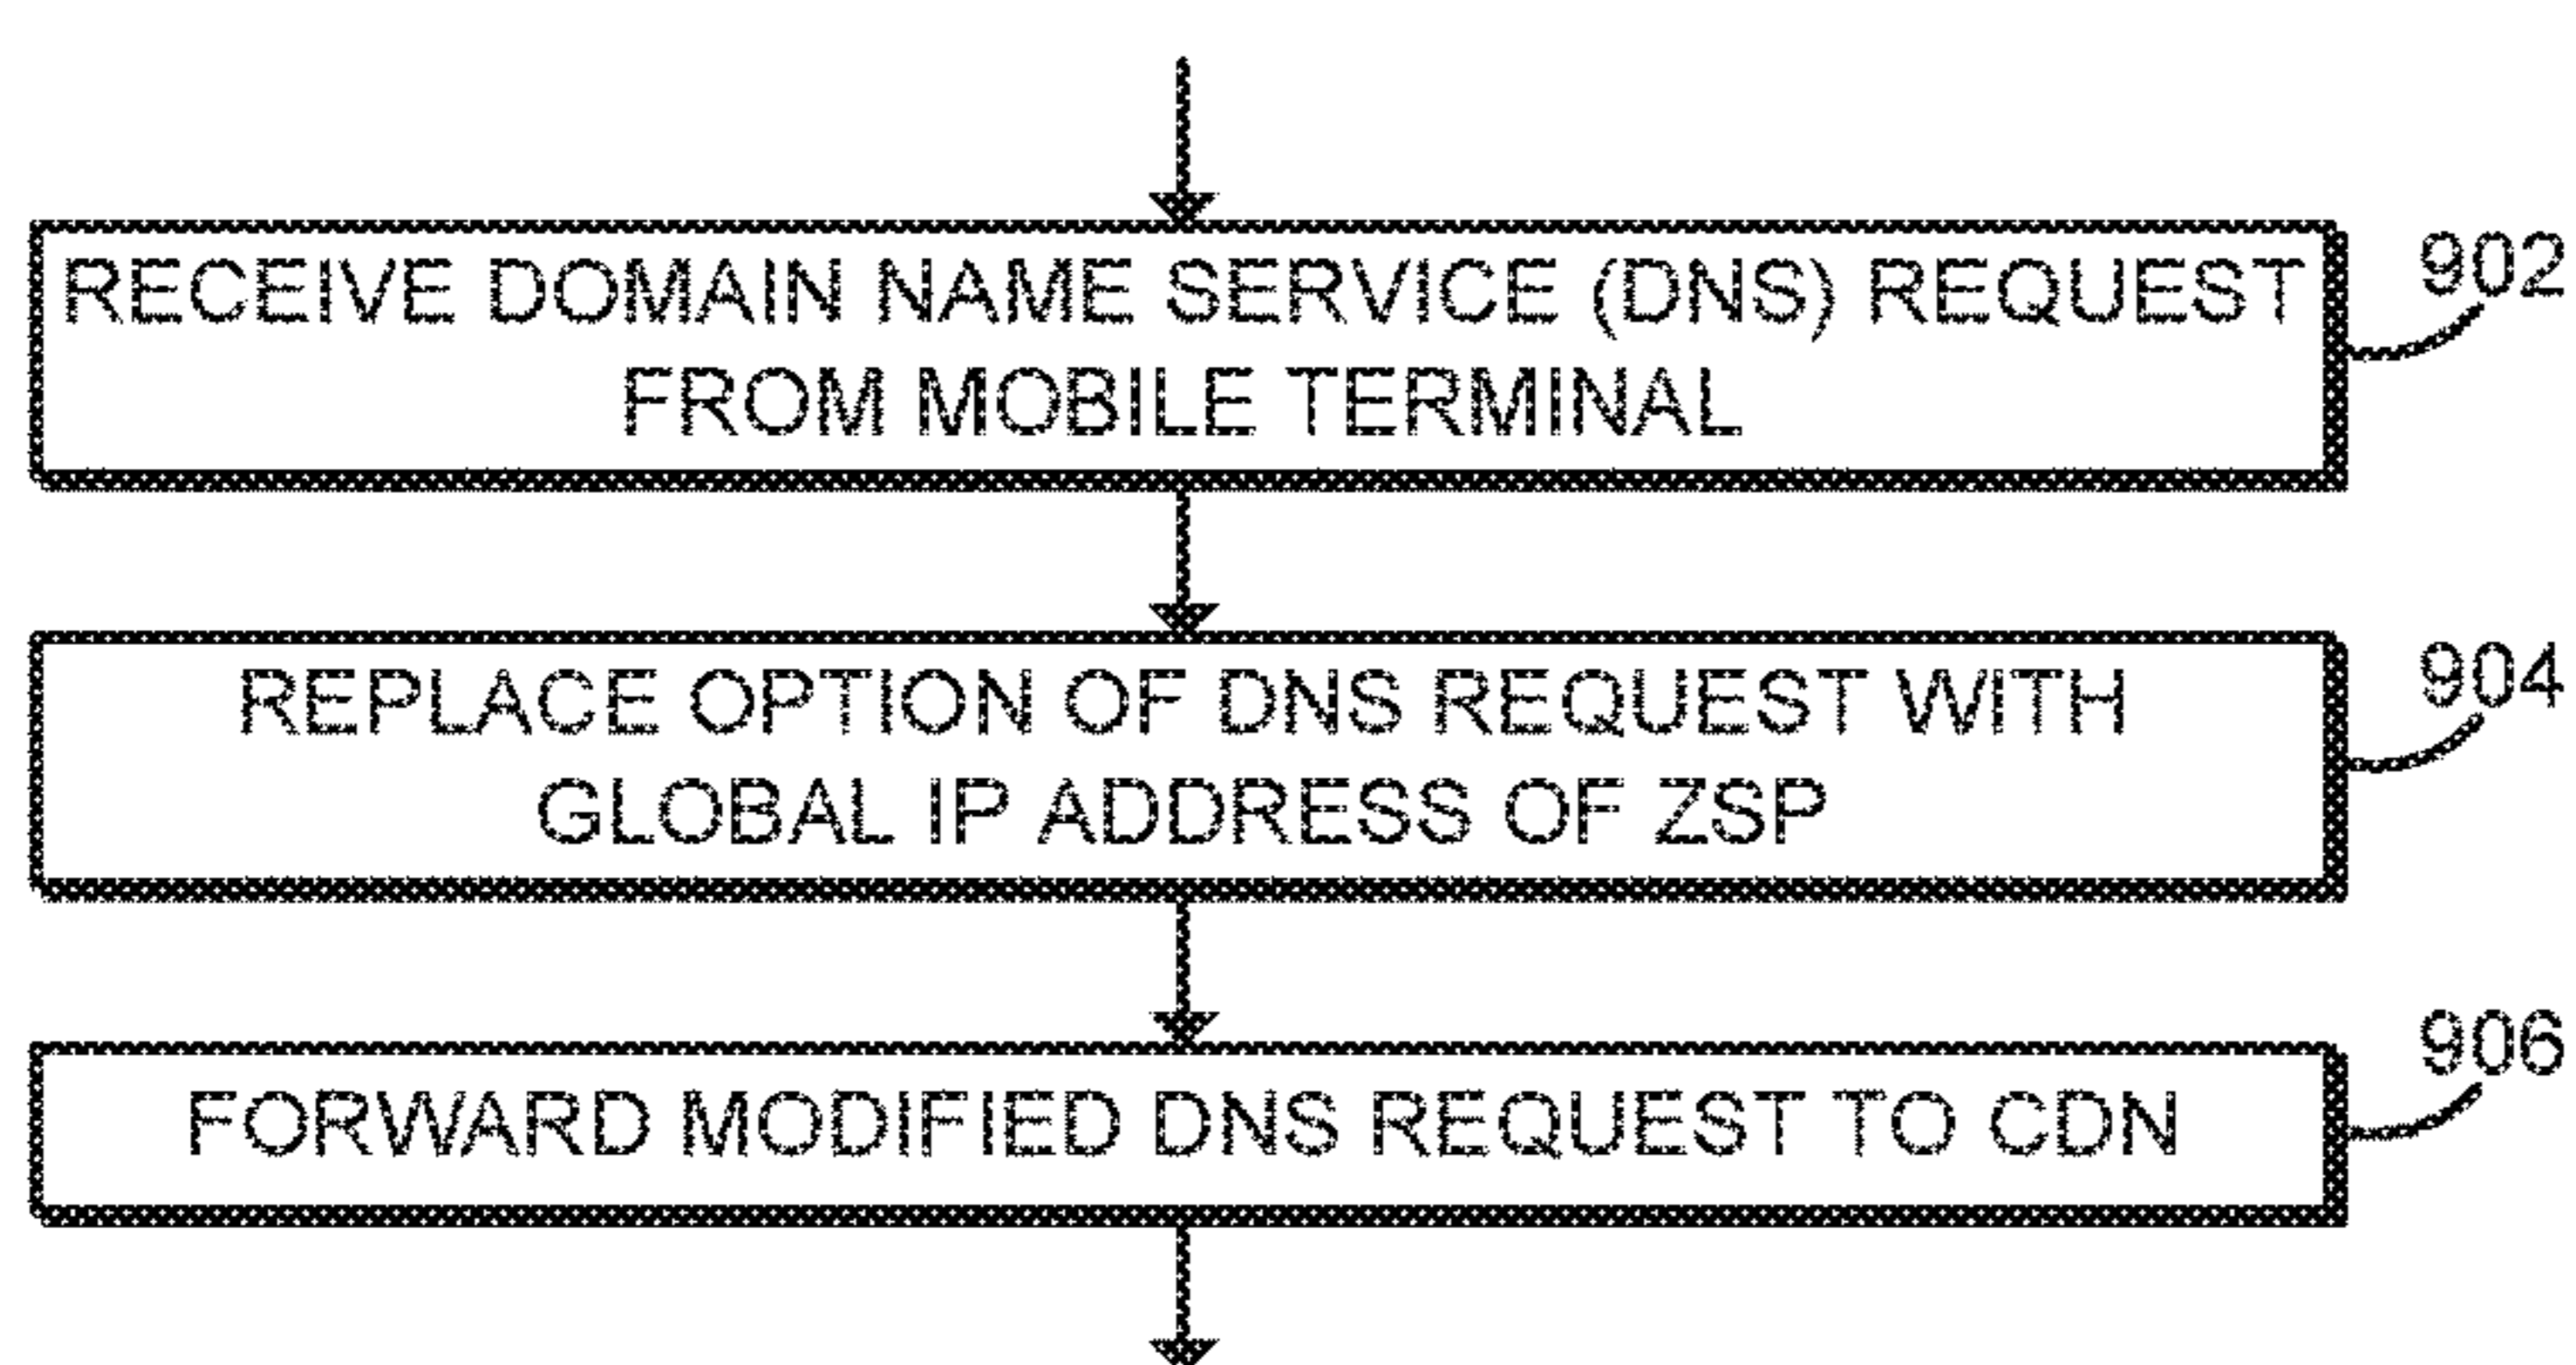 RECEIVE DOMAIN NAME SERVICE (DNS) REQUEST
FROM MOBILE TERMINAL
902
REPLACE OPTION OF DNS REQUEST WITH
GLOBAL IP ADDRESS OF ZSP
904
FORWARD MODIFIED DNS REQUEST TO CDN
906